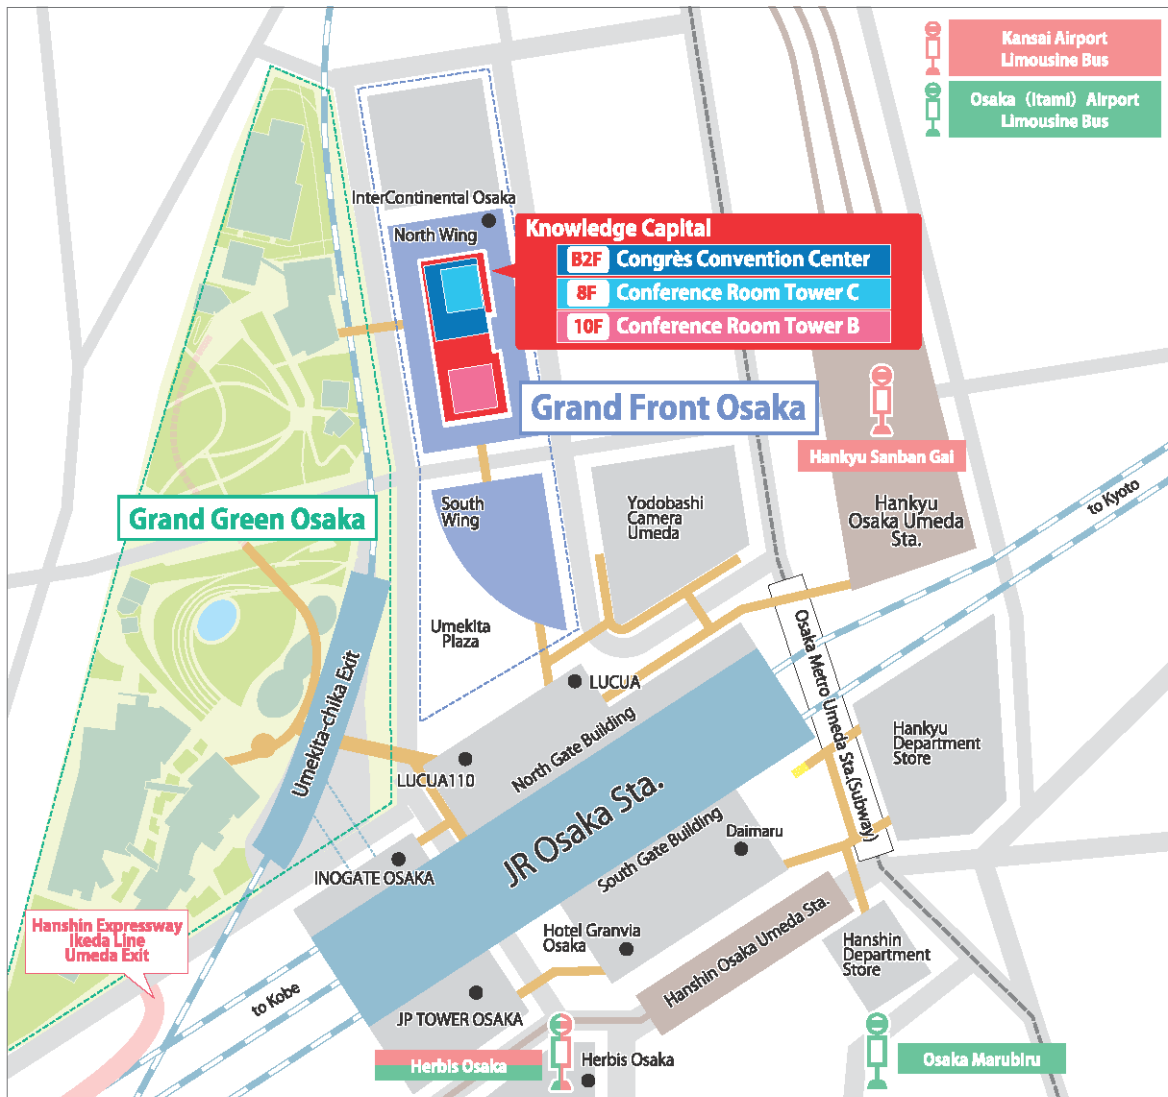 Kansai Airport
Limousine Bus
Osaka (Itami) Airport
Limousine Bus
InterContinental Osaka
North Wing
Knowledge Capital
B2F Congrès Convention Center
8F Conference Room Tower C
10F Conference Room Tower B
Grand Front Osaka
Hankyu Sanban Gai
Grand Green Osaka
South
Wing
Yodobashi
Camera
Umeda
Hankyu
Osaka Umeda
Sta.
to Kyoto
Umekita
Plaza
Osaka Metro Umeda Sta.(Subway)
LUCUA
Umekita-chika Exit
North Gate Building
Hankyu
Department
Store
LUCUA110
JR Osaka Sta.
South Gate Building
Daimaru
INOGATE OSAKA
Hanshin Expressway
Ikeda Line
Umeda Exit
Hotel Granvia
Osaka
Hanshin Osaka Umeda Sta.
Hanshin
Department
Store
to Kobe
JP TOWER OSAKA
Herbis Osaka
Herbis Osaka
Osaka Marubiru